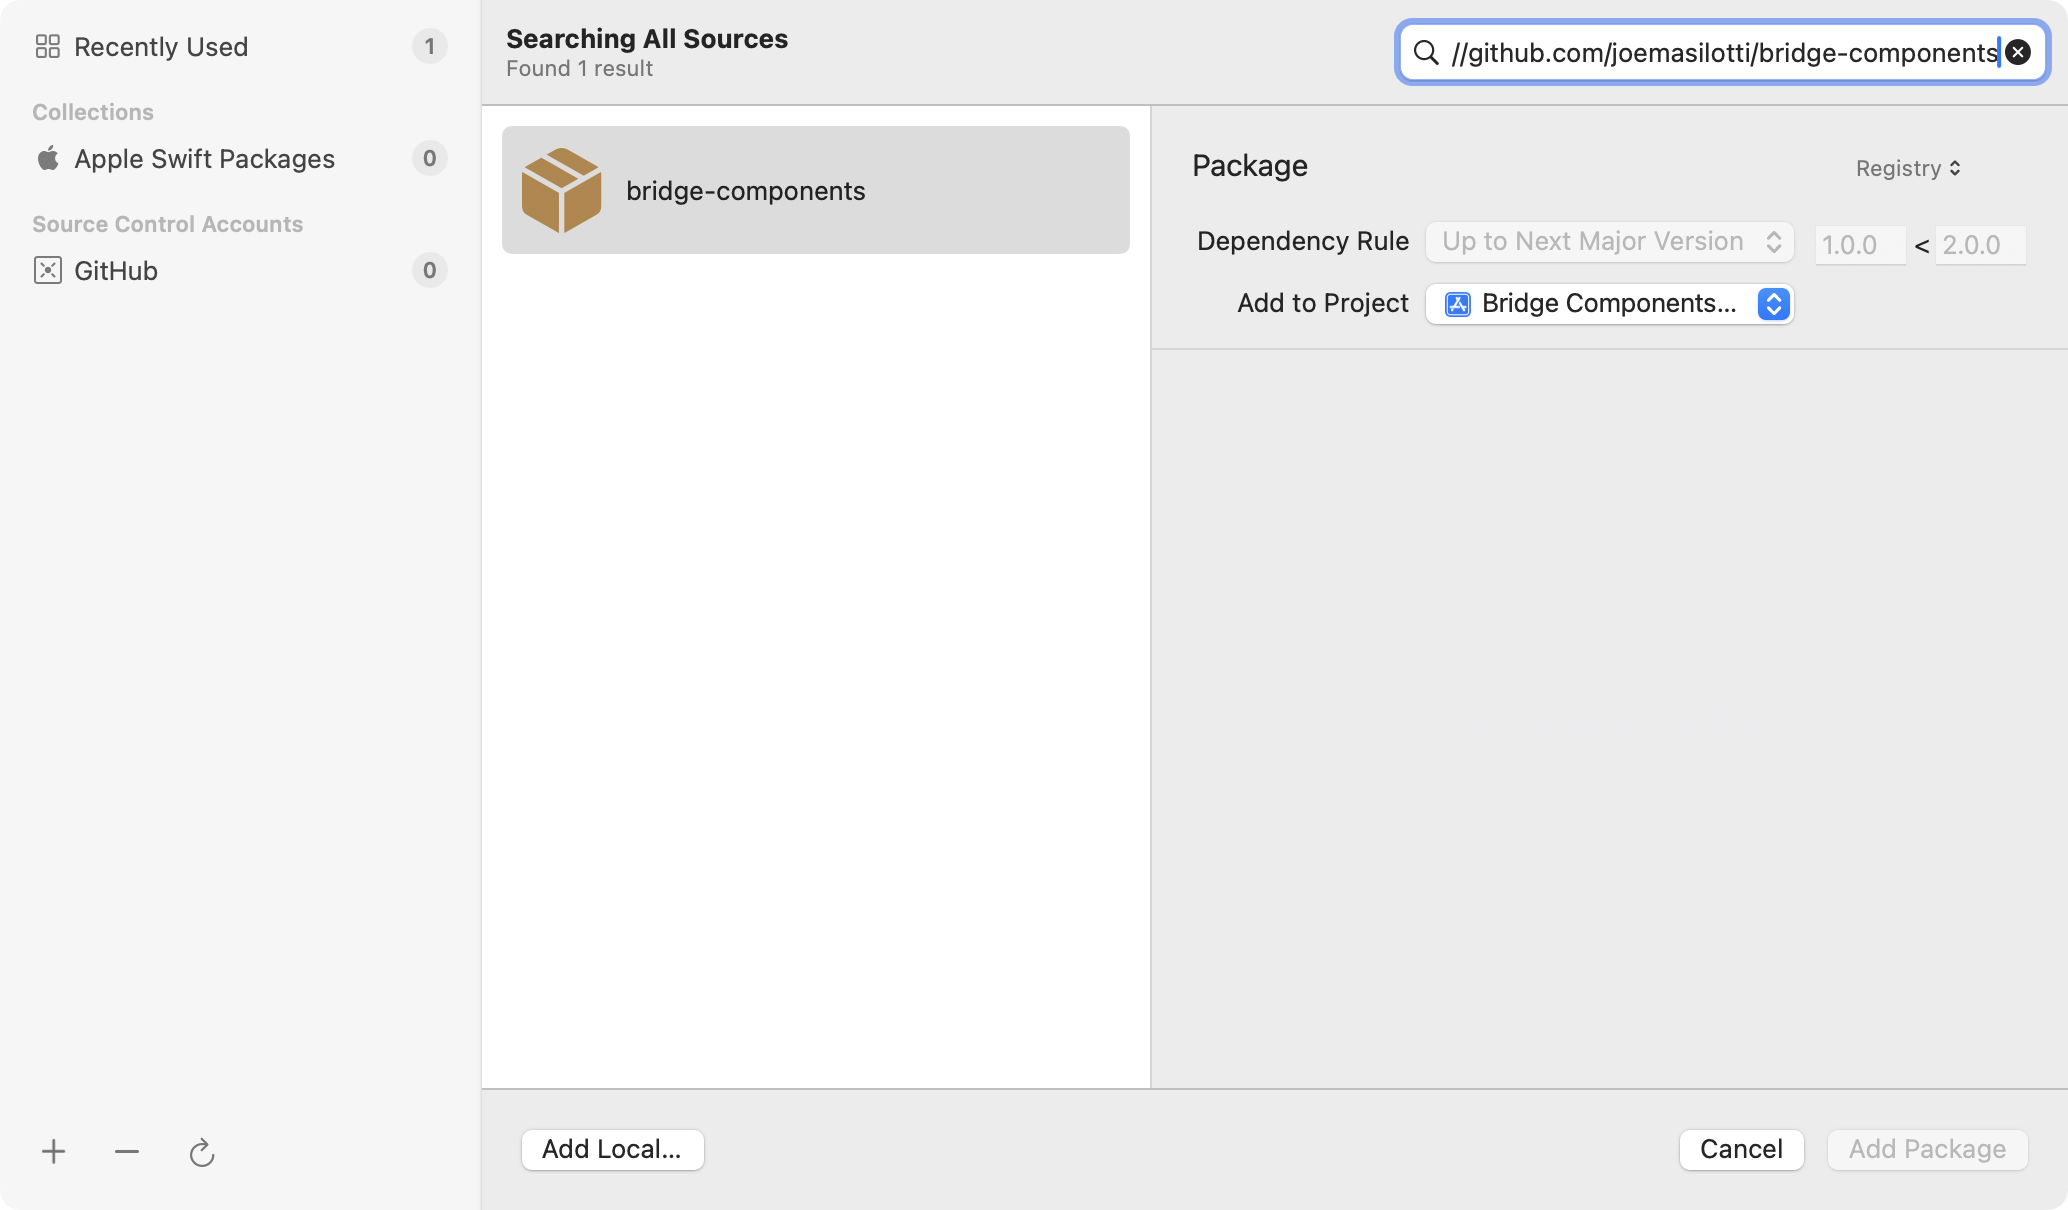 Recently Used 1
Collections
Apple Swift Packages 0
Source Control Accounts
GitHub 0
Searching All Sources
Found 1 result
//github.com/joemasilotti/bridge-components
bridge-components
Package Registry
Dependency Rule Up to Next Major Version 1.0.0 < 2.0.0
Add to Project Bridge Components...
Add Local... Cancel Add Package